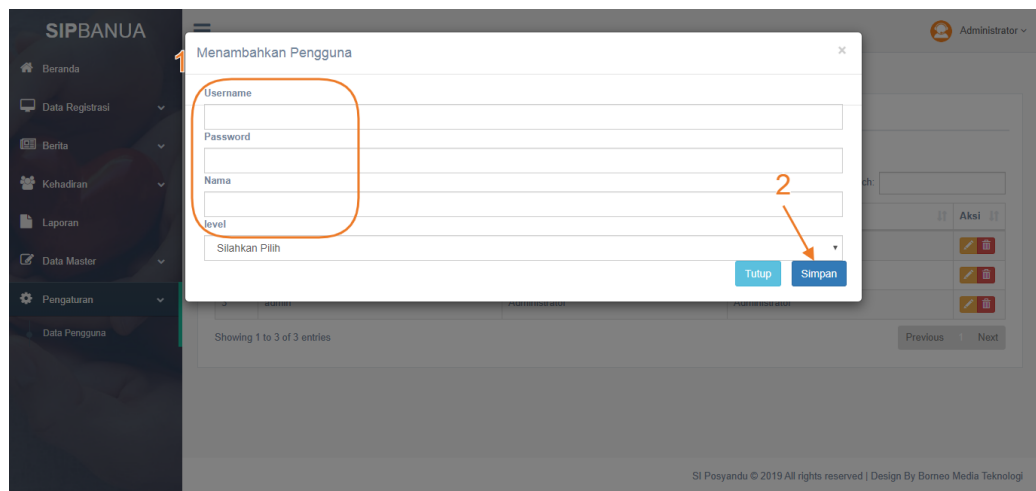 SIPBANUA
Administrator
1
Menambahkan Pengguna
×
Beranda
Data Registrasi
Berita
Kehadiran
Laporan
Data Master
Pengaturan
Data Pengguna
Username
Password
Nama
level
Silahkan Pilih
2
Tutup
Simpan
ch:
Aksi
3 admin Administrator Administrator
Showing 1 to 3 of 3 entries
Previous 1 Next
SI Posyandu © 2019 All rights reserved | Design By Borneo Media Teknologi